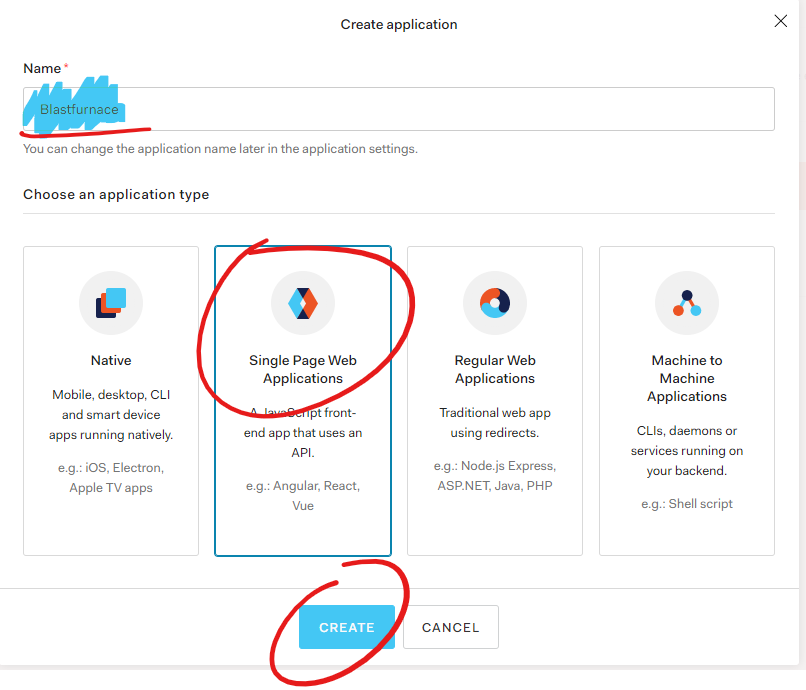 Create application
Name *
Blastfurnace
You can change the application name later in the application settings.
Choose an application type
Native
Mobile, desktop, CLI
and smart device
apps running natively.
e.g.: iOS, Electron,
Apple TV apps
Single Page Web
Applications
A JavaScript front-
end app that uses an
API.
e.g.: Angular, React,
Vue
Regular Web
Applications
Traditional web app
using redirects.
e.g.: Node.js Express,
ASP.NET, Java, PHP
Machine to
Machine
Applications
CLIs, daemons or
services running on
your backend.
e.g.: Shell script
CREATE
CANCEL